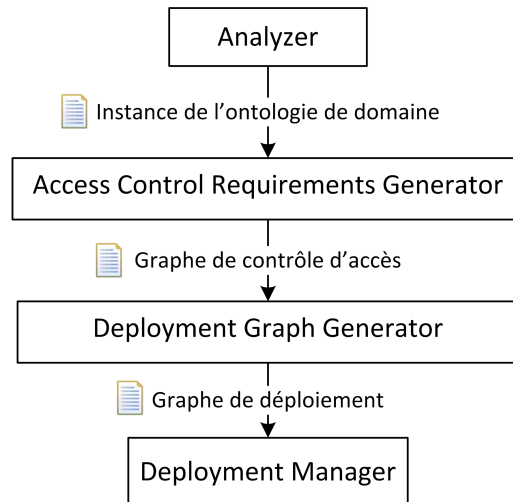 Analyzer
Instance de l’ontologie de domaine
Access Control Requirements Generator
Graphe de contrôle d’accès
Deployment Graph Generator
Graphe de déploiement
Deployment Manager